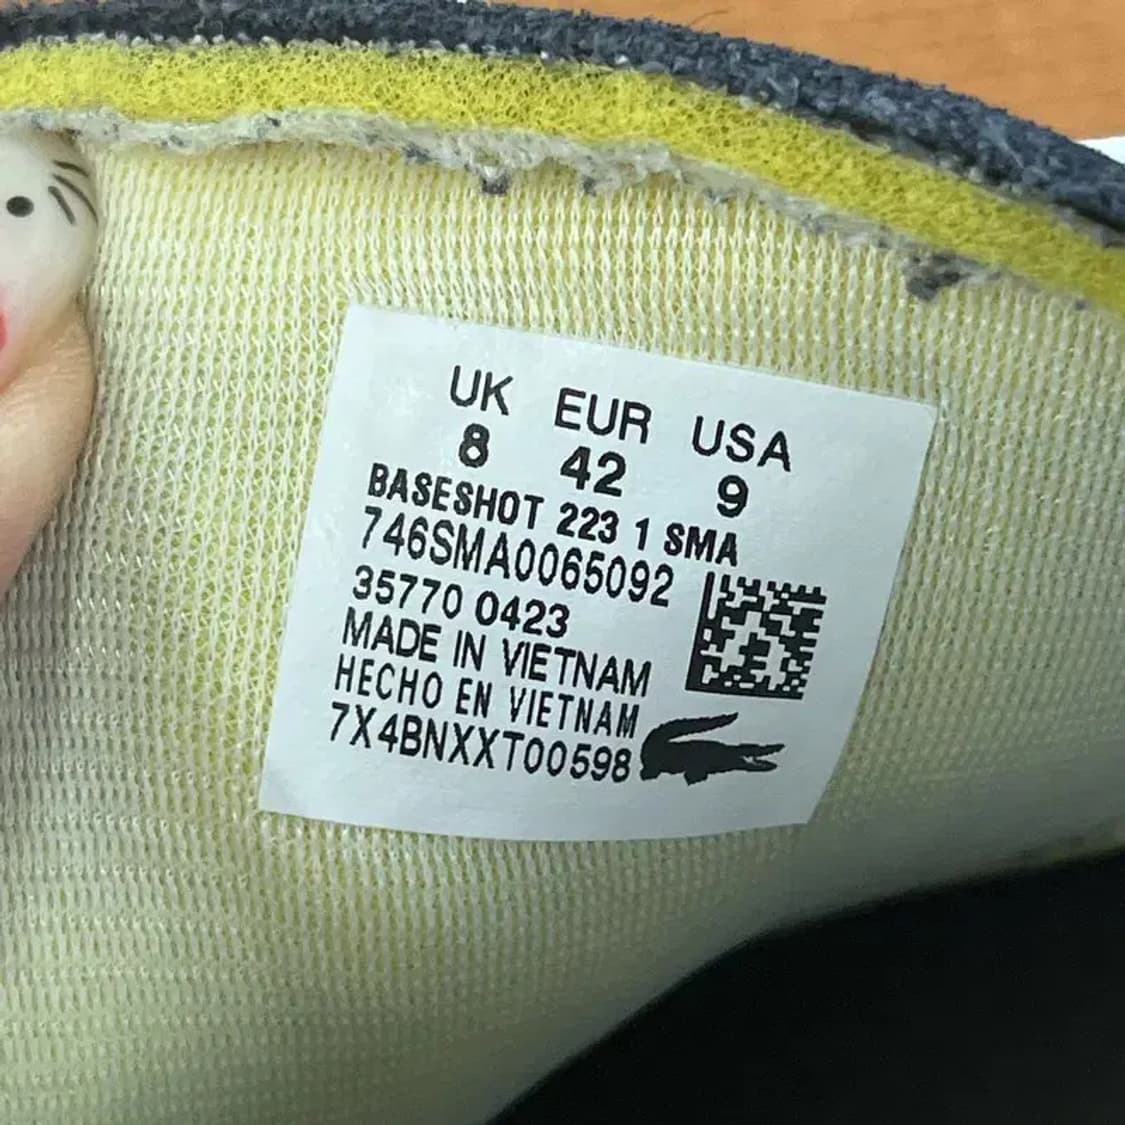 UK EUR USA
8 42 9
BASESHOT 223 1 SMA
746SMA0065092
35770 0423
MADE IN VIETNAM
HECHO EN VIETNAM
7X4BNXXT00598